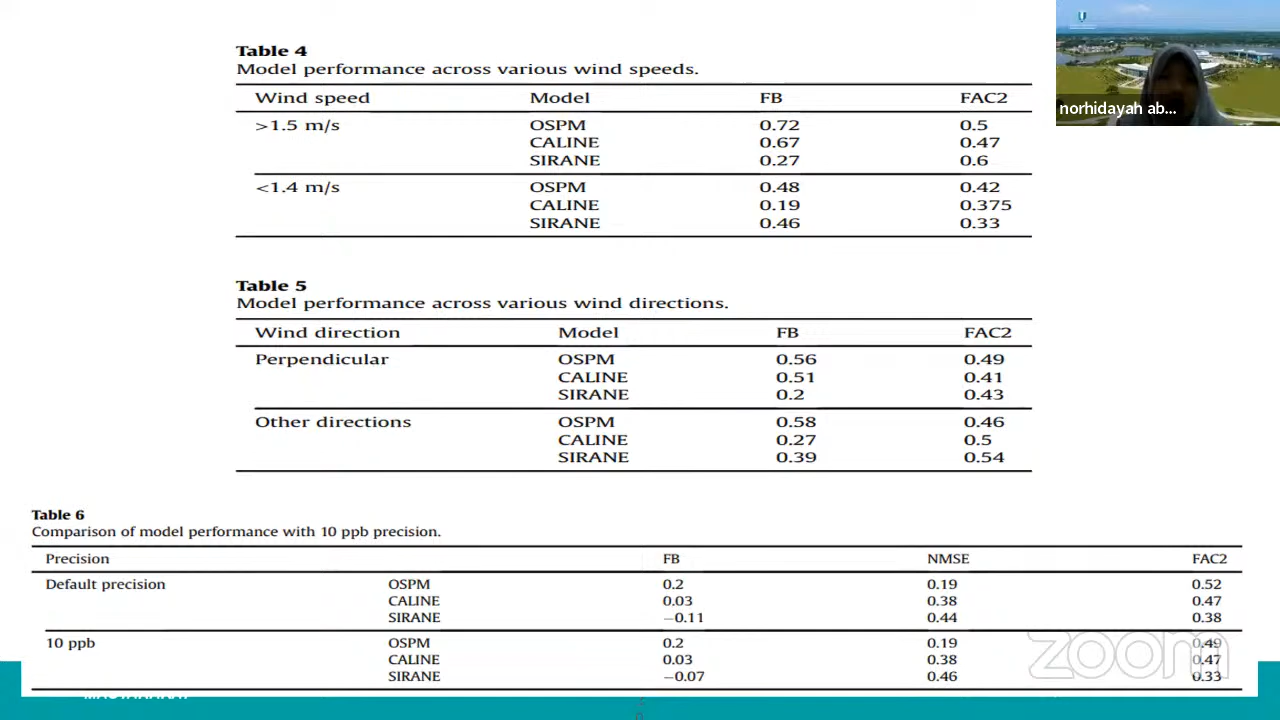 Table 4
Model performance across various wind speeds.
Wind speed Model FB FAC2
>1.5 m/s OSPM 0.72 0.5
CALINE 0.67 0.47
SIRANE 0.27 0.6
<1.4 m/s OSPM 0.48 0.42
CALINE 0.19 0.375
SIRANE 0.46 0.33
norhidayah ab...
Table 5
Model performance across various wind directions.
Wind direction Model FB FAC2
Perpendicular OSPM 0.56 0.49
CALINE 0.51 0.41
SIRANE 0.2 0.43
Other directions OSPM 0.58 0.46
CALINE 0.27 0.5
SIRANE 0.39 0.54
Table 6
Comparison of model performance with 10 ppb precision.
Precision FB NMSE FAC2
Default precision OSPM 0.2 0.19 0.52
CALINE 0.03 0.38 0.47
SIRANE −0.11 0.44 0.38
10 ppb OSPM 0.2 0.19 0.49
CALINE 0.03 0.38 0.47
SIRANE −0.07 0.46 0.33
zoom